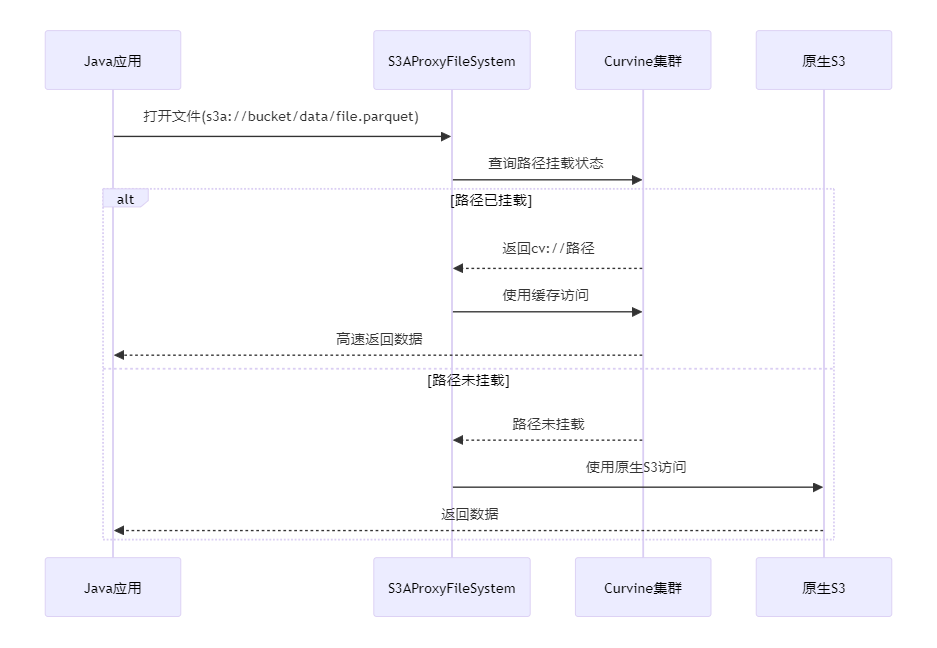 Java应用
S3AProxyFileSystem
Curvine集群
原生S3
打开文件(s3a://bucket/data/file.parquet)
查询路径挂载状态
alt
[路径已挂载]
返回cv://路径
使用缓存访问
高速返回数据
[路径未挂载]
路径未挂载
使用原生S3访问
返回数据
Java应用
S3AProxyFileSystem
Curvine集群
原生S3